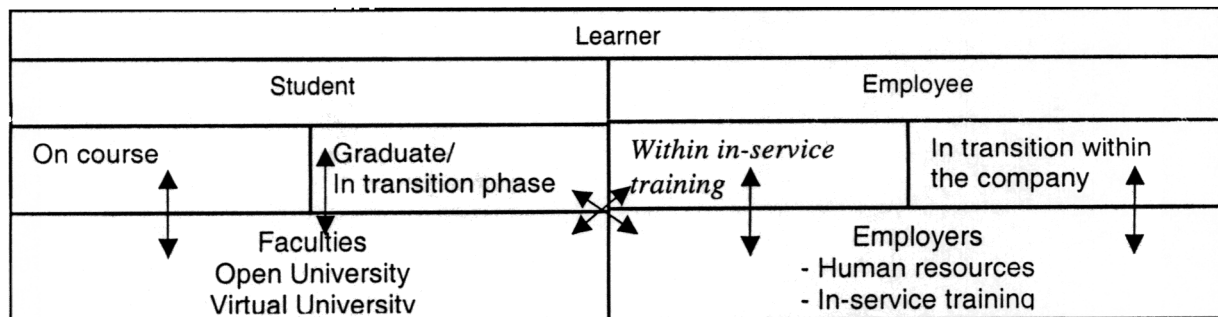 Learner
Student
Employee
On course
Graduate/
In transition phase
Within in-service
training
In transition within
the company
Faculties
Open University
Virtual University
Employers
- Human resources
- In-service training